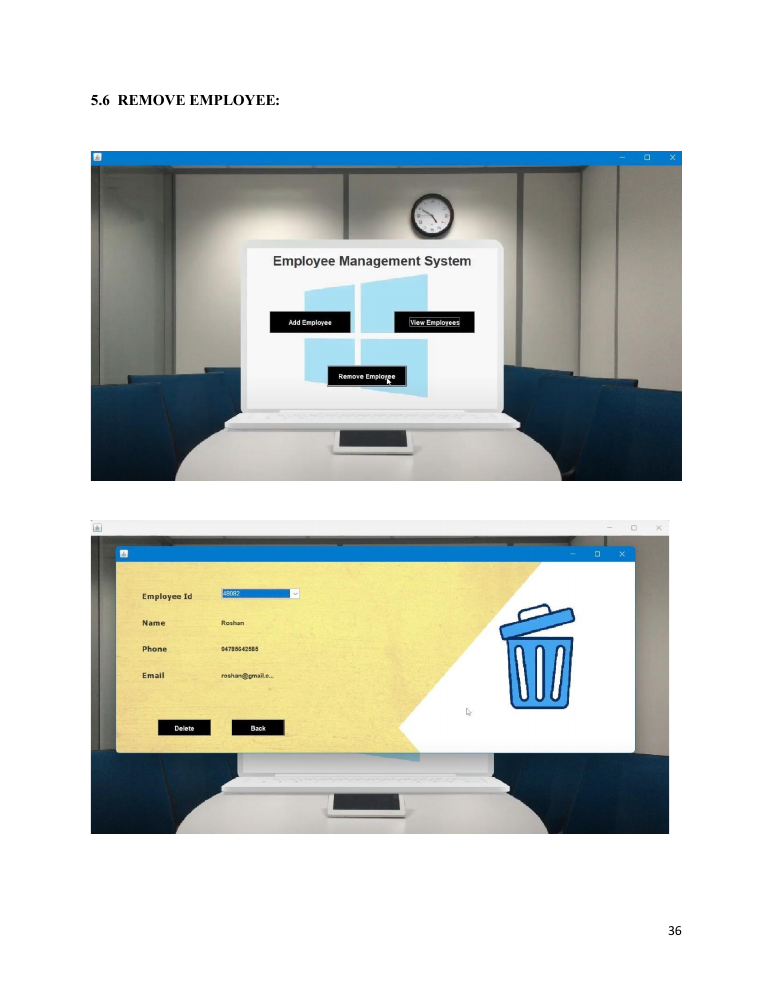 5.6 REMOVE EMPLOYEE:
Employee Management System
Add Employee
View Employees
Remove Employee
Employee Id
48082
Name
Roshan
Phone
94785642585
Email
roshan@gmail.c...
Delete
Back
36